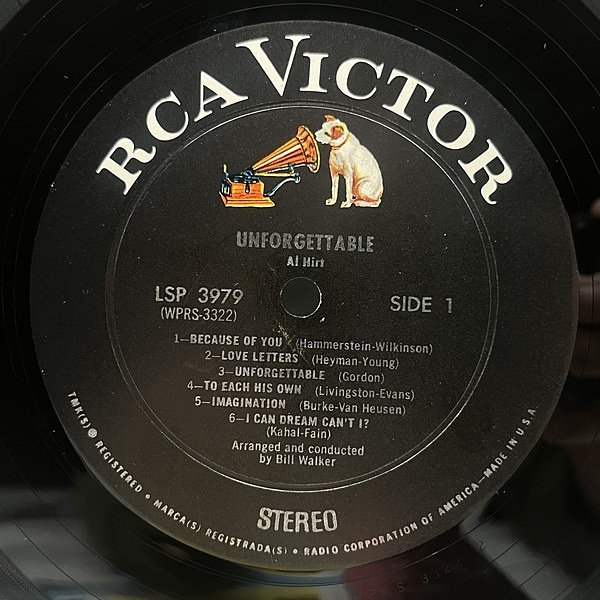 RCA VICTOR
UNFORGETTABLE
Al Hirt
LSP 3979
(WPRS-3322)
SIDE 1
1—BECAUSE OF YOU (Hammerstein-Wilkinson)
2—LOVE LETTERS (Heyman-Young)
3—UNFORGETTABLE (Gordon)
4—TO EACH HIS OWN (Livingston-Evans)
5—IMAGINATION (Burke-Van Heusen)
6—I CAN DREAM CAN'T I?
(Kahal-Fain)
Arranged and conducted
by Bill Walker
STEREO
TMK(S) ® REGISTERED • MARCA(S) REGISTRADA(S) • RADIO CORPORATION OF AMERICA—MADE IN U.S.A